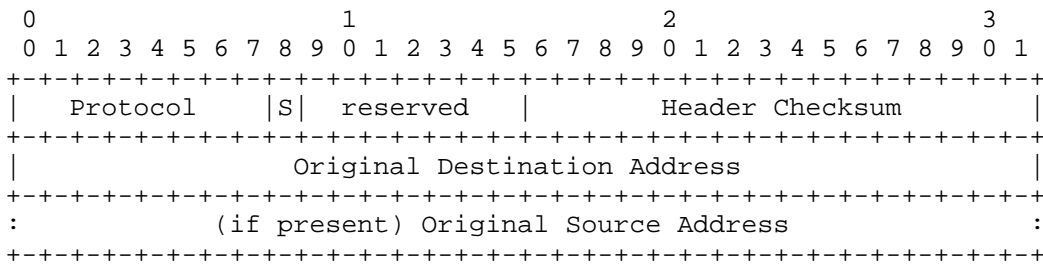 0                   1                   2                   3
 0 1 2 3 4 5 6 7 8 9 0 1 2 3 4 5 6 7 8 9 0 1 2 3 4 5 6 7 8 9 0 1
+-+-+-+-+-+-+-+-+-+-+-+-+-+-+-+-+-+-+-+-+-+-+-+-+-+-+-+-+-+-+-+-+
|   Protocol    |S|  reserved   |        Header Checksum        |
+-+-+-+-+-+-+-+-+-+-+-+-+-+-+-+-+-+-+-+-+-+-+-+-+-+-+-+-+-+-+-+-+
|                 Original Destination Address                  |
+-+-+-+-+-+-+-+-+-+-+-+-+-+-+-+-+-+-+-+-+-+-+-+-+-+-+-+-+-+-+-+-+
:            (if present) Original Source Address               :
+-+-+-+-+-+-+-+-+-+-+-+-+-+-+-+-+-+-+-+-+-+-+-+-+-+-+-+-+-+-+-+-+